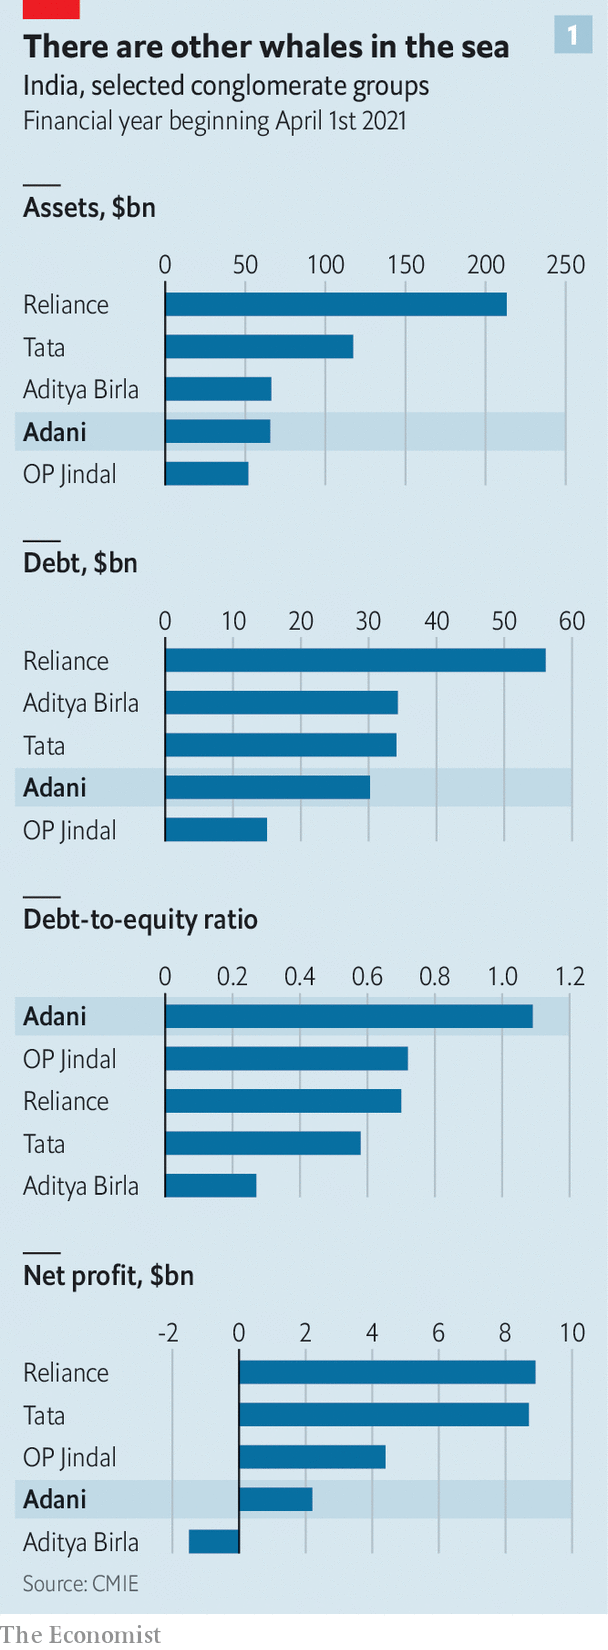 1
There are other whales in the sea
India, selected conglomerate groups
Financial year beginning April 1st 2021
Assets, $bn
0 50 100 150 200 250
Reliance
Tata
Aditya Birla
Adani
OP Jindal
Debt, $bn
0 10 20 30 40 50 60
Reliance
Aditya Birla
Tata
Adani
OP Jindal
Debt-to-equity ratio
0 0.2 0.4 0.6 0.8 1.0 1.2
Adani
OP Jindal
Reliance
Tata
Aditya Birla
Net profit, $bn
-2 0 2 4 6 8 10
Reliance
Tata
OP Jindal
Adani
Aditya Birla
Source: CMIE
The Economist